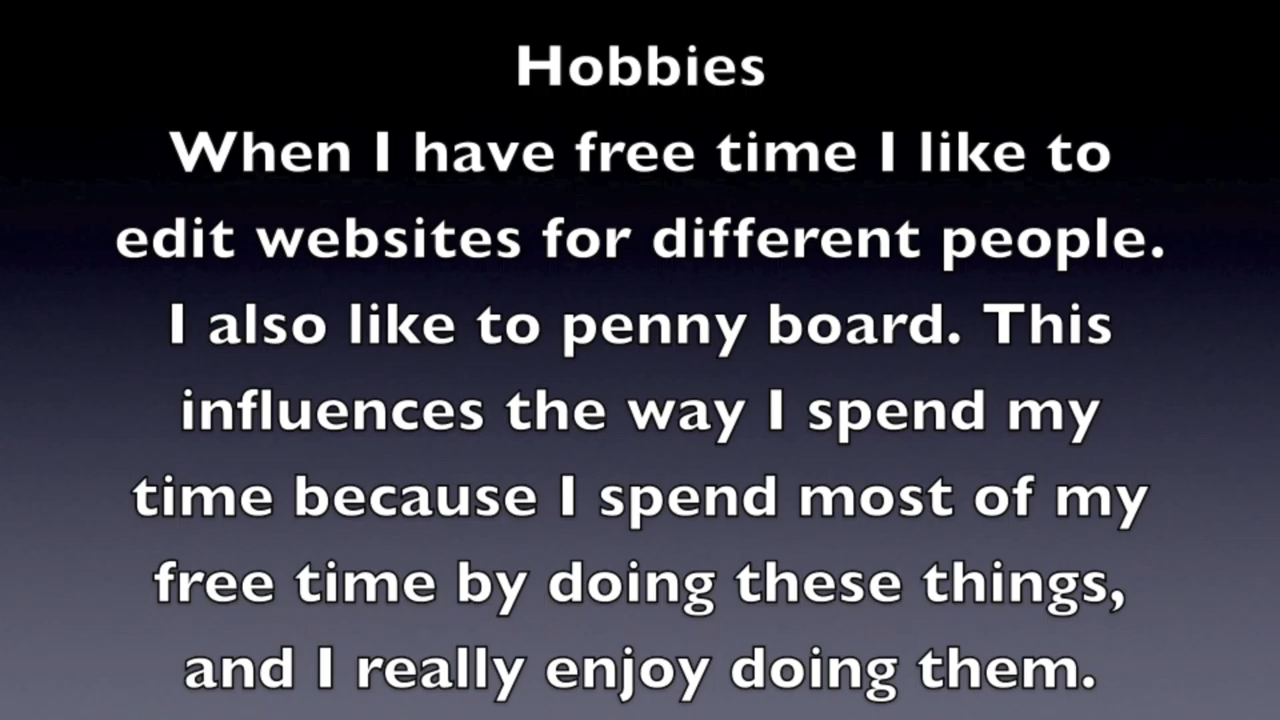 Hobbies
When I have free time I like to
edit websites for different people.
I also like to penny board. This
influences the way I spend my
time because I spend most of my
free time by doing these things,
and I really enjoy doing them.